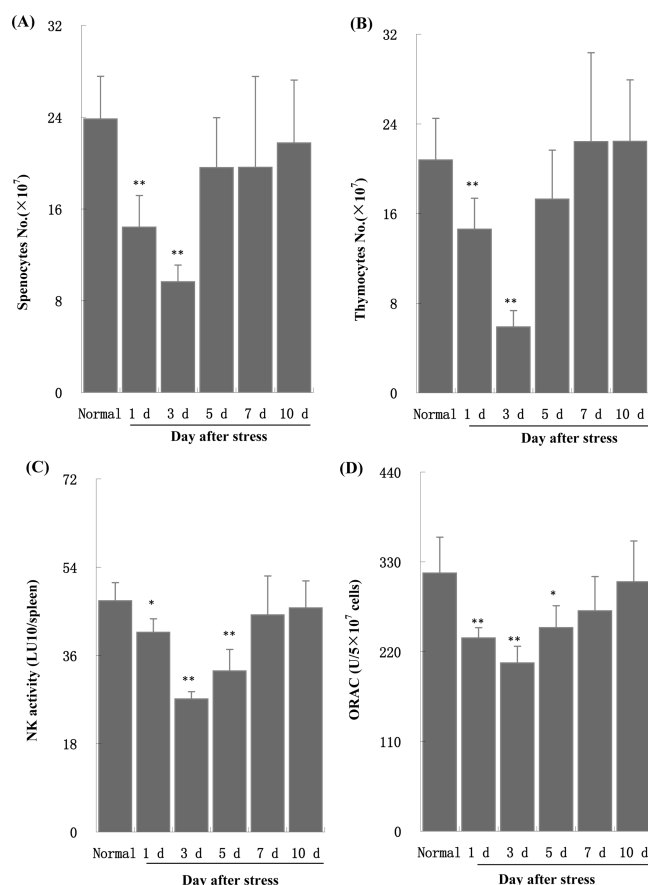 (A)
Spenocytes No.(×10⁷)
32
24
16
8
0
**
**
Normal 1 d 3 d 5 d 7 d 10 d
Day after stress
(B)
Thymocytes No.(×10⁷)
32
24
16
8
0
**
**
Normal 1 d 3 d 5 d 7 d 10 d
Day after stress
(C)
NK activity (LU10/spleen)
72
54
36
18
0
*
**
**
Normal 1 d 3 d 5 d 7 d 10 d
Day after stress
(D)
ORAC (U/5×10⁷ cells)
440
330
220
110
0
**
**
*
Normal 1 d 3 d 5 d 7 d 10 d
Day after stress